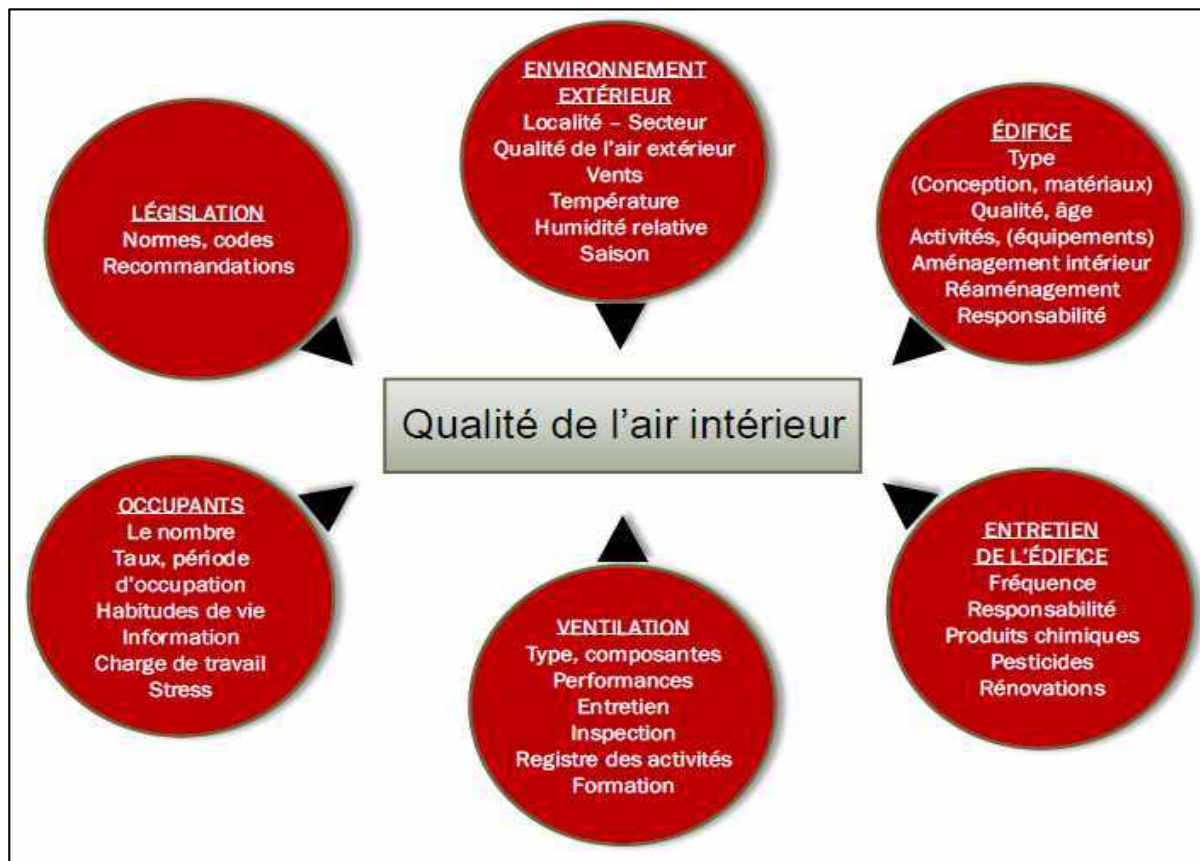 ENVIRONNEMENT
EXTÉRIEUR
Localité – Secteur
Qualité de l'air extérieur
Vents
Température
Humidité relative
Saison
ÉDIFICE
Type
(Conception, matériaux)
Qualité, âge
Activités, (équipements)
Aménagement intérieur
Réaménagement
Responsabilité
LÉGISLATION
Normes, codes
Recommandations
Qualité de l'air intérieur
OCCUPANTS
Le nombre
Taux, période
d'occupation
Habitudes de vie
Information
Charge de travail
Stress
VENTILATION
Type, composantes
Performances
Entretien
Inspection
Registre des activités
Formation
ENTRETIEN
DE L'ÉDIFICE
Fréquence
Responsabilité
Produits chimiques
Pesticides
Rénovations